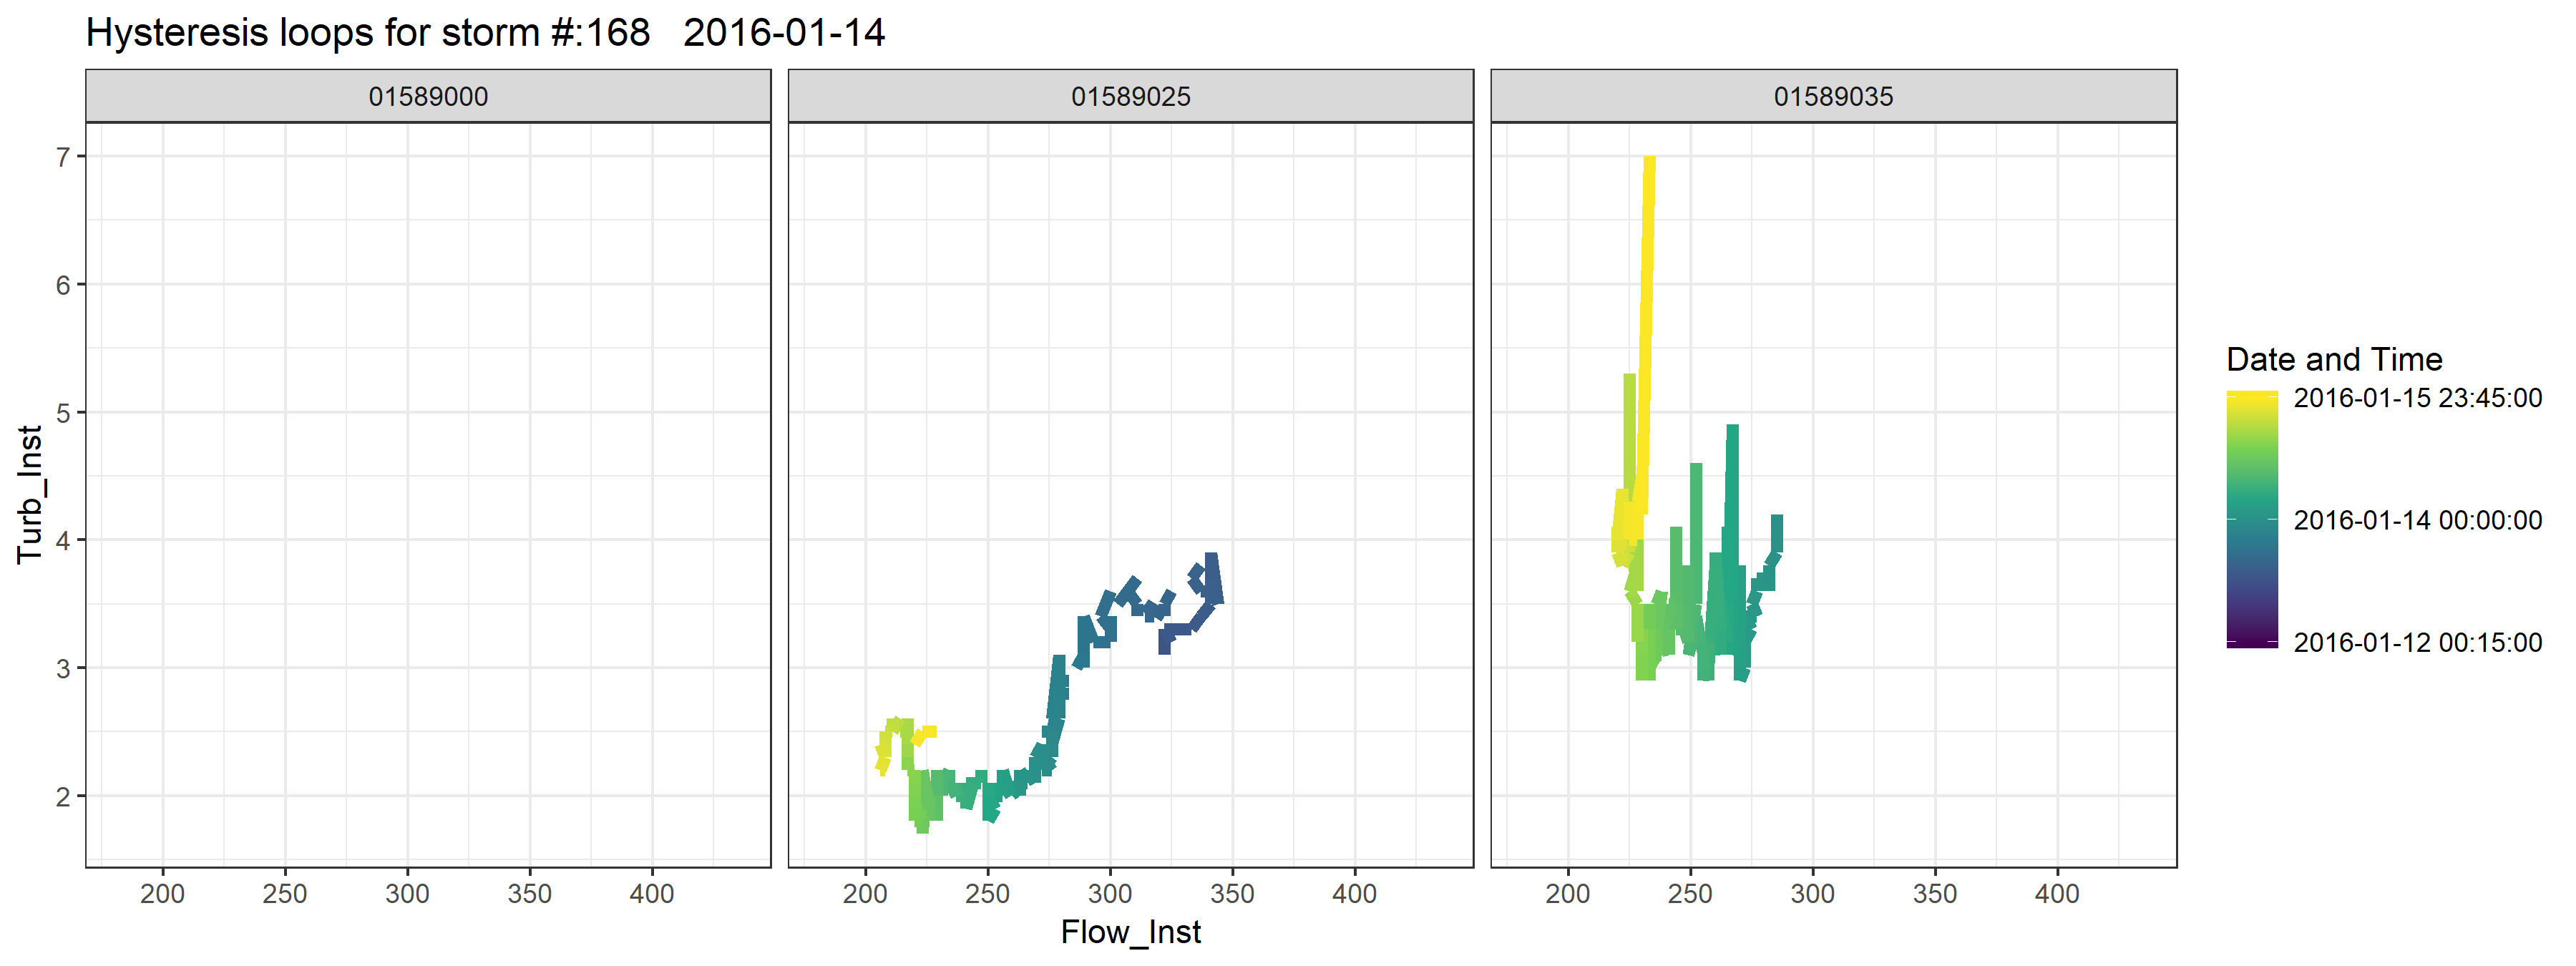 Hysteresis loops for storm #:168   2016-01-14
01589000
01589025
01589035
7
6
5
4
3
2
Turb_Inst
200 250 300 350 400
200 250 300 350 400
200 250 300 350 400
Flow_Inst
Date and Time
2016-01-15 23:45:00
2016-01-14 00:00:00
2016-01-12 00:15:00